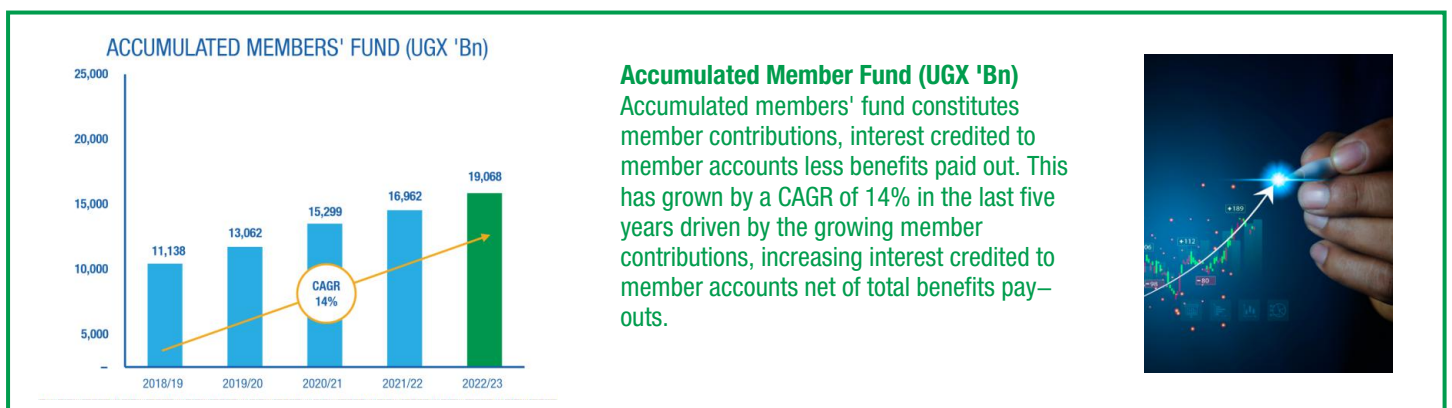 ACCUMULATED MEMBERS' FUND (UGX 'Bn)
25,000
20,000
15,000
10,000
5,000
–
11,138
13,062
15,299
16,962
19,068
CAGR
14%
2018/19
2019/20
2020/21
2021/22
2022/23
Accumulated Member Fund (UGX 'Bn)
Accumulated members' fund constitutes
member contributions, interest credited to
member accounts less benefits paid out. This
has grown by a CAGR of 14% in the last five
years driven by the growing member
contributions, increasing interest credited to
member accounts net of total benefits pay–
outs.
+189
+112